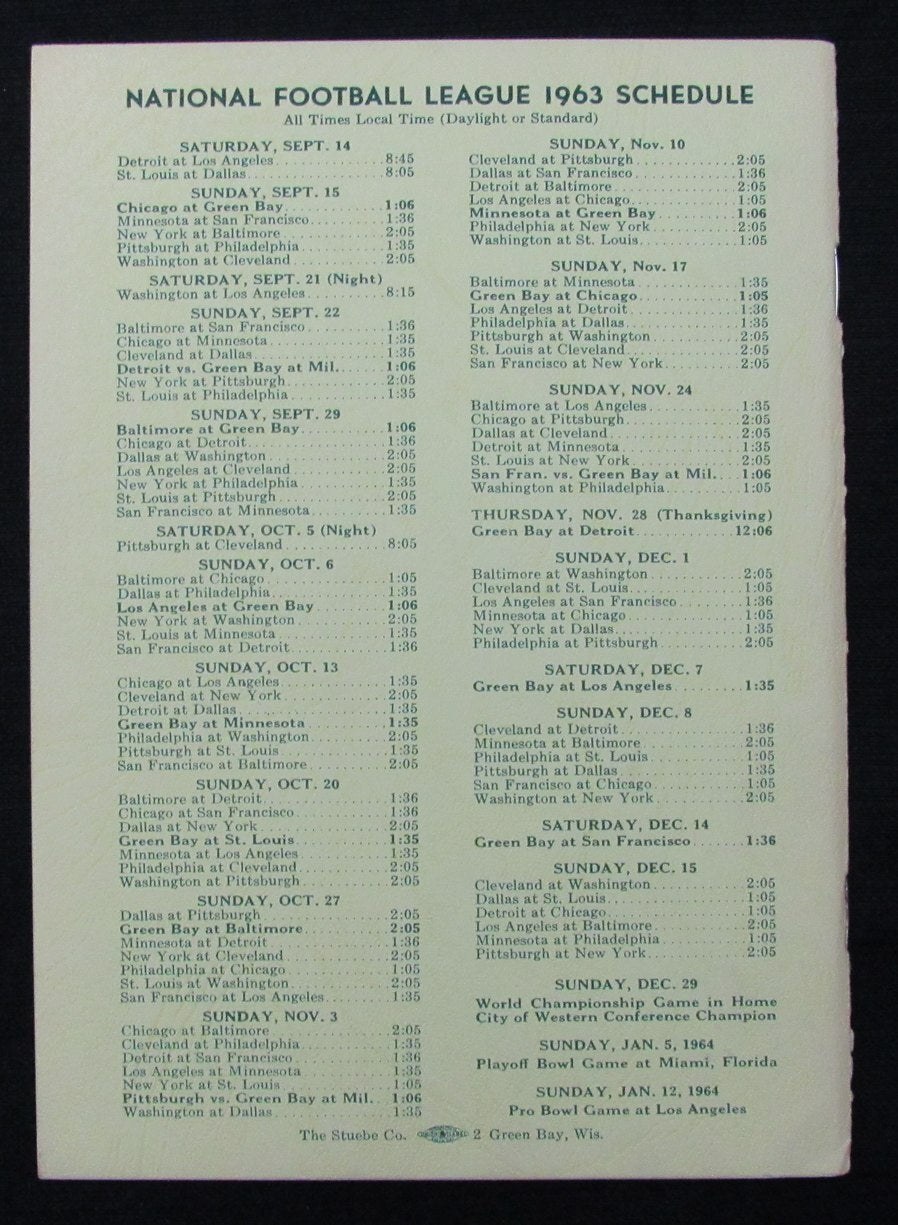 NATIONAL FOOTBALL LEAGUE 1963 SCHEDULE
All Times Local Time (Daylight or Standard)
SATURDAY, SEPT. 14
Detroit at Los Angeles . . . . . . . . . . . . 8:45
St. Louis at Dallas . . . . . . . . . . . . 8:05
SUNDAY, SEPT. 15
Chicago at Green Bay . . . . . . . . . . . . 1:06
Minnesota at San Francisco . . . . . . . . 1:36
New York at Baltimore . . . . . . . . . . . . 2:05
Pittsburgh at Philadelphia . . . . . . . . . 1:35
Washington at Cleveland . . . . . . . . . . 2:05
SATURDAY, SEPT. 21 (Night)
Washington at Los Angeles . . . . . . . . 8:15
SUNDAY, SEPT. 22
Baltimore at San Francisco . . . . . . . . 1:36
Chicago at Minnesota . . . . . . . . . . . . 1:35
Cleveland at Dallas . . . . . . . . . . . . 1:35
Detroit vs. Green Bay at Mil. . . . . . 1:06
New York at Pittsburgh . . . . . . . . . . 2:05
St. Louis at Philadelphia . . . . . . . . . . 1:35
SUNDAY, SEPT. 29
Baltimore at Green Bay . . . . . . . . . . 1:06
Chicago at Detroit . . . . . . . . . . . . 1:36
Dallas at Washington . . . . . . . . . . . . 2:05
Los Angeles at Cleveland . . . . . . . . . . 2:05
New York at Philadelphia . . . . . . . . . 1:35
St. Louis at Pittsburgh . . . . . . . . . . 2:05
San Francisco at Minnesota . . . . . . . . 1:35
SATURDAY, OCT. 5 (Night)
Pittsburgh at Cleveland . . . . . . . . . . 8:05
SUNDAY, OCT. 6
Baltimore at Chicago . . . . . . . . . . . . 1:05
Dallas at Philadelphia . . . . . . . . . . . . 1:35
Los Angeles at Green Bay . . . . . . . . 1:06
New York at Washington . . . . . . . . . . 2:05
St. Louis at Minnesota . . . . . . . . . . . . 1:35
San Francisco at Detroit . . . . . . . . . . 1:36
SUNDAY, OCT. 13
Chicago at Los Angeles . . . . . . . . . . . . 1:35
Cleveland at New York . . . . . . . . . . . . 2:05
Detroit at Dallas . . . . . . . . . . . . 1:35
Green Bay at Minnesota . . . . . . . . . . 1:35
Philadelphia at Washington . . . . . . . . 2:05
Pittsburgh at St. Louis . . . . . . . . . . . . 1:35
San Francisco at Baltimore . . . . . . . . 2:05
SUNDAY, OCT. 20
Baltimore at Detroit . . . . . . . . . . . . 1:36
Chicago at San Francisco . . . . . . . . . . 1:36
Dallas at New York . . . . . . . . . . . . 2:05
Green Bay at St. Louis . . . . . . . . . . 1:35
Minnesota at Los Angeles . . . . . . . . . . 1:35
Philadelphia at Cleveland . . . . . . . . . . 2:05
Washington at Pittsburgh . . . . . . . . . . 2:05
SUNDAY, OCT. 27
Dallas at Pittsburgh . . . . . . . . . . . . 2:05
Green Bay at Baltimore . . . . . . . . . . 2:05
Minnesota at Detroit . . . . . . . . . . . . 1:36
New York at Cleveland . . . . . . . . . . . . 2:05
Philadelphia at Chicago . . . . . . . . . . 1:05
St. Louis at Washington . . . . . . . . . . 2:05
San Francisco at Los Angeles . . . . . . . . 1:35
SUNDAY, NOV. 3
Chicago at Baltimore . . . . . . . . . . . . 2:05
Cleveland at Philadelphia . . . . . . . . . . 1:35
Detroit at San Francisco . . . . . . . . . . 1:36
Los Angeles at Minnesota . . . . . . . . . . 1:35
New York at St. Louis . . . . . . . . . . . . 1:05
Pittsburgh vs. Green Bay at Mil. . . 1:06
Washington at Dallas . . . . . . . . . . . . 1:35
SUNDAY, Nov. 10
Cleveland at Pittsburgh . . . . . . . . . . . . 2:05
Dallas at San Francisco . . . . . . . . . . . . 1:36
Detroit at Baltimore . . . . . . . . . . . . 2:05
Los Angeles at Chicago . . . . . . . . . . . . 1:05
Minnesota at Green Bay . . . . . . . . . . 1:06
Philadelphia at New York . . . . . . . . . . 2:05
Washington at St. Louis . . . . . . . . . . 1:05
SUNDAY, Nov. 17
Baltimore at Minnesota . . . . . . . . . . . . 1:35
Green Bay at Chicago . . . . . . . . . . . . 1:05
Los Angeles at Detroit . . . . . . . . . . . . 1:36
Philadelphia at Dallas . . . . . . . . . . . . 1:35
Pittsburgh at Washington . . . . . . . . . . 2:05
St. Louis at Cleveland . . . . . . . . . . . . 2:05
San Francisco at New York . . . . . . . . 2:05
SUNDAY, NOV. 24
Baltimore at Los Angeles . . . . . . . . . . 1:35
Chicago at Pittsburgh . . . . . . . . . . . . 2:05
Dallas at Cleveland . . . . . . . . . . . . 2:05
Detroit at Minnesota . . . . . . . . . . . . 1:35
St. Louis at New York . . . . . . . . . . . . 2:05
San Fran. vs. Green Bay at Mil. . . . 1:06
Washington at Philadelphia . . . . . . . . 1:05
THURSDAY, NOV. 28 (Thanksgiving)
Green Bay at Detroit . . . . . . . . . . . . 12:06
SUNDAY, DEC. 1
Baltimore at Washington . . . . . . . . . . 2:05
Cleveland at St. Louis . . . . . . . . . . . . 1:05
Los Angeles at San Francisco . . . . . . . . 1:36
Minnesota at Chicago . . . . . . . . . . . . 1:05
New York at Dallas . . . . . . . . . . . . 1:35
Philadelphia at Pittsburgh . . . . . . . . . . 2:05
SATURDAY, DEC. 7
Green Bay at Los Angeles . . . . . . . . 1:35
SUNDAY, DEC. 8
Cleveland at Detroit . . . . . . . . . . . . 1:36
Minnesota at Baltimore . . . . . . . . . . . . 2:05
Philadelphia at St. Louis . . . . . . . . . . 1:05
Pittsburgh at Dallas . . . . . . . . . . . . 1:35
San Francisco at Chicago . . . . . . . . . . 1:05
Washington at New York . . . . . . . . . . 2:05
SATURDAY, DEC. 14
Green Bay at San Francisco . . . . . . 1:36
SUNDAY, DEC. 15
Cleveland at Washington . . . . . . . . . . 2:05
Dallas at St. Louis . . . . . . . . . . . . 1:05
Detroit at Chicago . . . . . . . . . . . . 1:05
Los Angeles at Baltimore . . . . . . . . . . 2:05
Minnesota at Philadelphia . . . . . . . . . . 1:05
Pittsburgh at New York . . . . . . . . . . 2:05
SUNDAY, DEC. 29
World Championship Game in Home
City of Western Conference Champion
SUNDAY, JAN. 5, 1964
Playoff Bowl Game at Miami, Florida
SUNDAY, JAN. 12, 1964
Pro Bowl Game at Los Angeles
The Stuebe Co. 2 Green Bay, Wis.